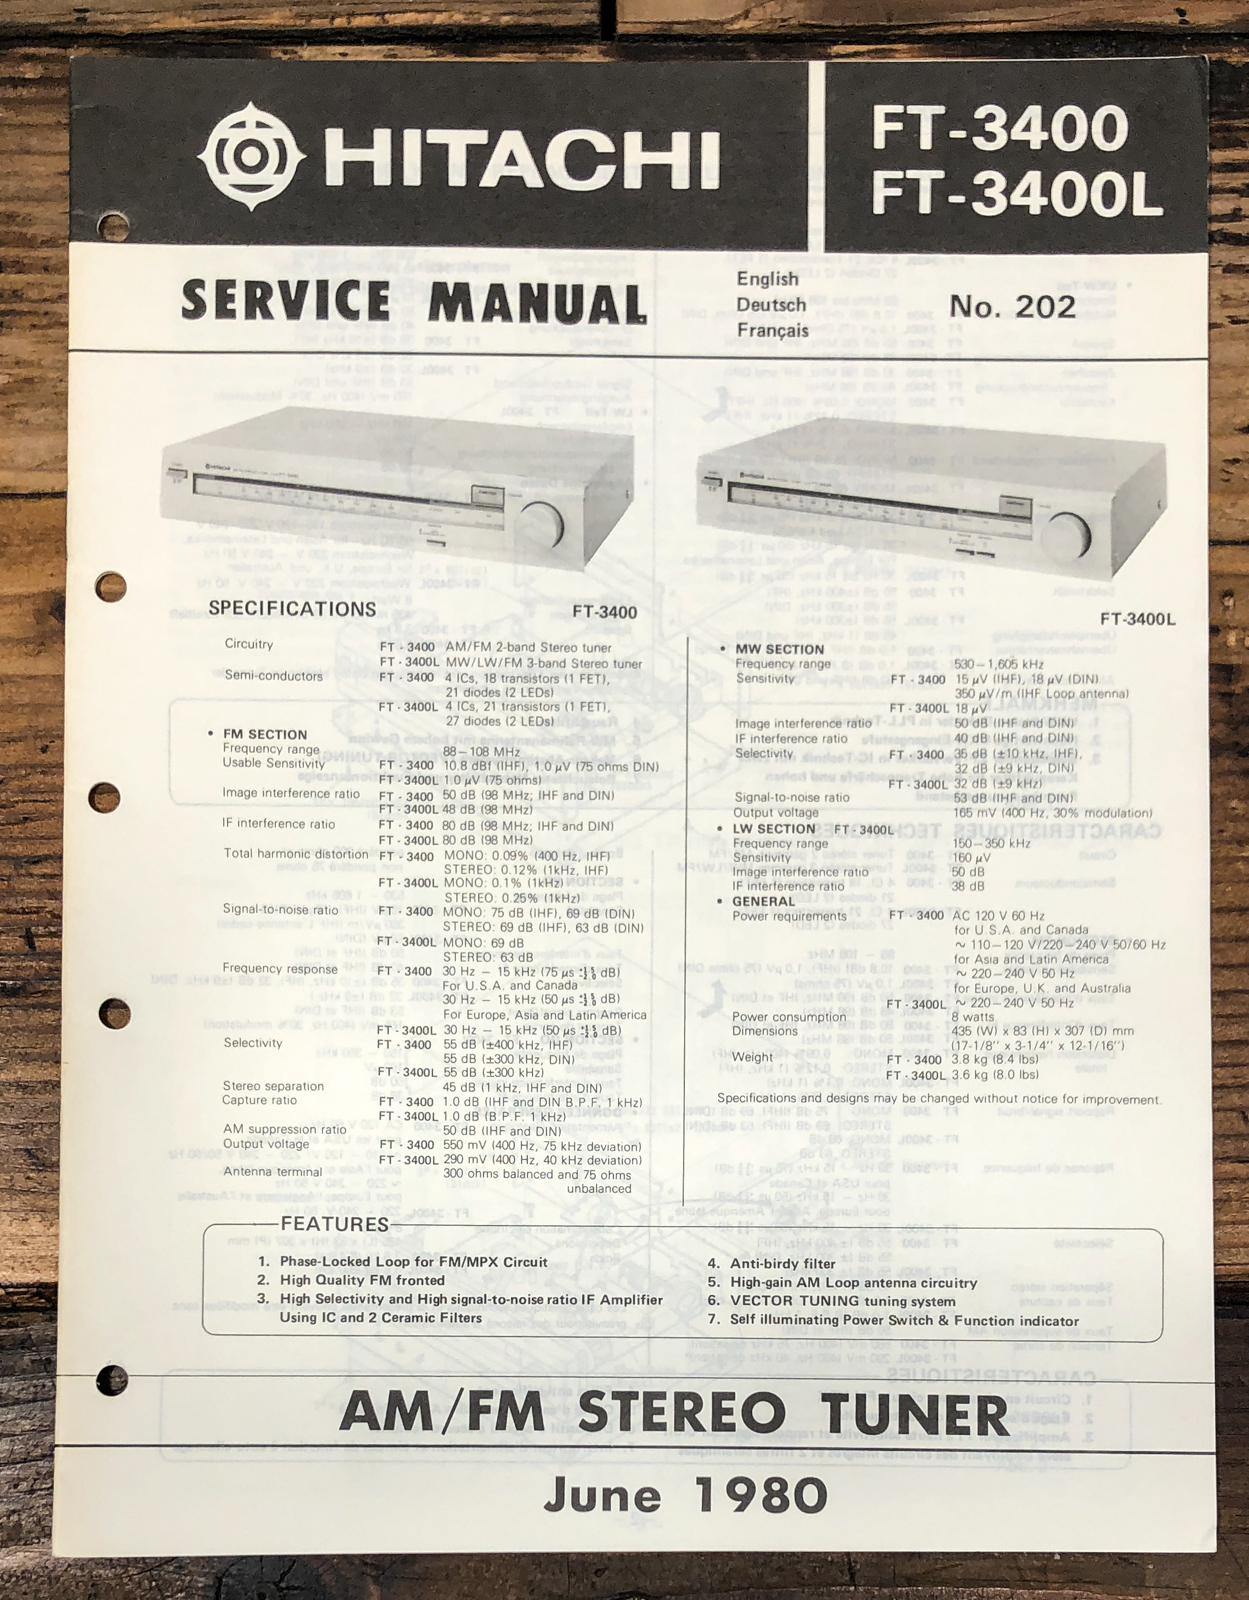 HITACHI
FT-3400
FT-3400L
SERVICE MANUAL
English
Deutsch
Français
No. 202
SPECIFICATIONS FT-3400
FT-3400L
Circuitry FT - 3400 AM/FM 2-band Stereo tuner
FT - 3400L MW/LW/FM 3-band Stereo tuner
Semi-conductors FT - 3400 4 ICs, 18 transistors (1 FET),
21 diodes (2 LEDs)
FT - 3400L 4 ICs, 21 transistors (1 FET),
27 diodes (2 LEDs)
• FM SECTION
Frequency range 88 – 108 MHz
Usable Sensitivity FT - 3400 10.8 dBf (IHF), 1.0 µV (75 ohms DIN)
FT - 3400L 1.0 µV (75 ohms)
Image interference ratio FT - 3400 50 dB (98 MHz; IHF and DIN)
FT - 3400L 48 dB (98 MHz)
IF interference ratio FT - 3400 80 dB (98 MHz; IHF and DIN)
FT - 3400L 80 dB (98 MHz)
Total harmonic distortion FT - 3400 MONO: 0.09% (400 Hz, IHF)
STEREO: 0.12% (1kHz, IHF)
FT - 3400L MONO: 0.1% (1kHz)
STEREO: 0.25% (1kHz)
Signal-to-noise ratio FT - 3400 MONO: 75 dB (IHF), 69 dB (DIN)
STEREO: 69 dB (IHF), 63 dB (DIN)
FT - 3400L MONO: 69 dB
STEREO: 63 dB
Frequency response FT - 3400 30 Hz – 15 kHz (75 µs dB)
For U.S.A. and Canada
30 Hz – 15 kHz (50 µs dB)
For Europe, Asia and Latin America
FT - 3400L 30 Hz – 15 kHz (50 µs dB)
Selectivity FT - 3400 55 dB (±400 kHz, IHF)
55 dB (±300 kHz, DIN)
FT - 3400L 55 dB (±300 kHz)
Stereo separation 45 dB (1 kHz, IHF and DIN)
Capture ratio FT - 3400 1.0 dB (IHF and DIN B.P.F. 1 kHz)
FT - 3400L 1.0 dB (B.P.F. 1 kHz)
AM suppression ratio 50 dB (IHF and DIN)
Output voltage FT - 3400 550 mV (400 Hz, 75 kHz deviation)
FT - 3400L 290 mV (400 Hz, 40 kHz deviation)
Antenna terminal 300 ohms balanced and 75 ohms
unbalanced
• MW SECTION
Frequency range 530 – 1,605 kHz
Sensitivity FT - 3400 15 µV (IHF), 18 µV (DIN)
350 µV/m (IHF Loop antenna)
FT - 3400L 18 µV
Image interference ratio 50 dB (IHF and DIN)
IF interference ratio 40 dB (IHF and DIN)
Selectivity FT - 3400 35 dB (±10 kHz, IHF),
32 dB (±9 kHz, DIN)
FT - 3400L 32 dB (±9 kHz)
Signal-to-noise ratio 53 dB (IHF and DIN)
Output voltage 165 mV (400 Hz, 30% modulation)
• LW SECTION FT - 3400L
Frequency range 150 – 350 kHz
Sensitivity 160 µV
Image interference ratio 50 dB
IF interference ratio 38 dB
• GENERAL
Power requirements FT - 3400 AC 120 V 60 Hz
for U.S.A. and Canada
~ 110–120 V/220–240 V 50/60 Hz
for Asia and Latin America
~ 220–240 V 50 Hz
for Europe, U.K. and Australia
FT - 3400L ~ 220–240 V 50 Hz
Power consumption 8 watts
Dimensions 435 (W) x 83 (H) x 307 (D) mm
(17-1/8" x 3-1/4" x 12-1/16")
Weight FT - 3400 3.8 kg (8.4 lbs)
FT - 3400L 3.6 kg (8.0 lbs)
Specifications and designs may be changed without notice for improvement.
FEATURES
1. Phase-Locked Loop for FM/MPX Circuit
2. High Quality FM fronted
3. High Selectivity and High signal-to-noise ratio IF Amplifier
Using IC and 2 Ceramic Filters
4. Anti-birdy filter
5. High-gain AM Loop antenna circuitry
6. VECTOR TUNING tuning system
7. Self illuminating Power Switch & Function indicator
AM/FM STEREO TUNER
June 1980